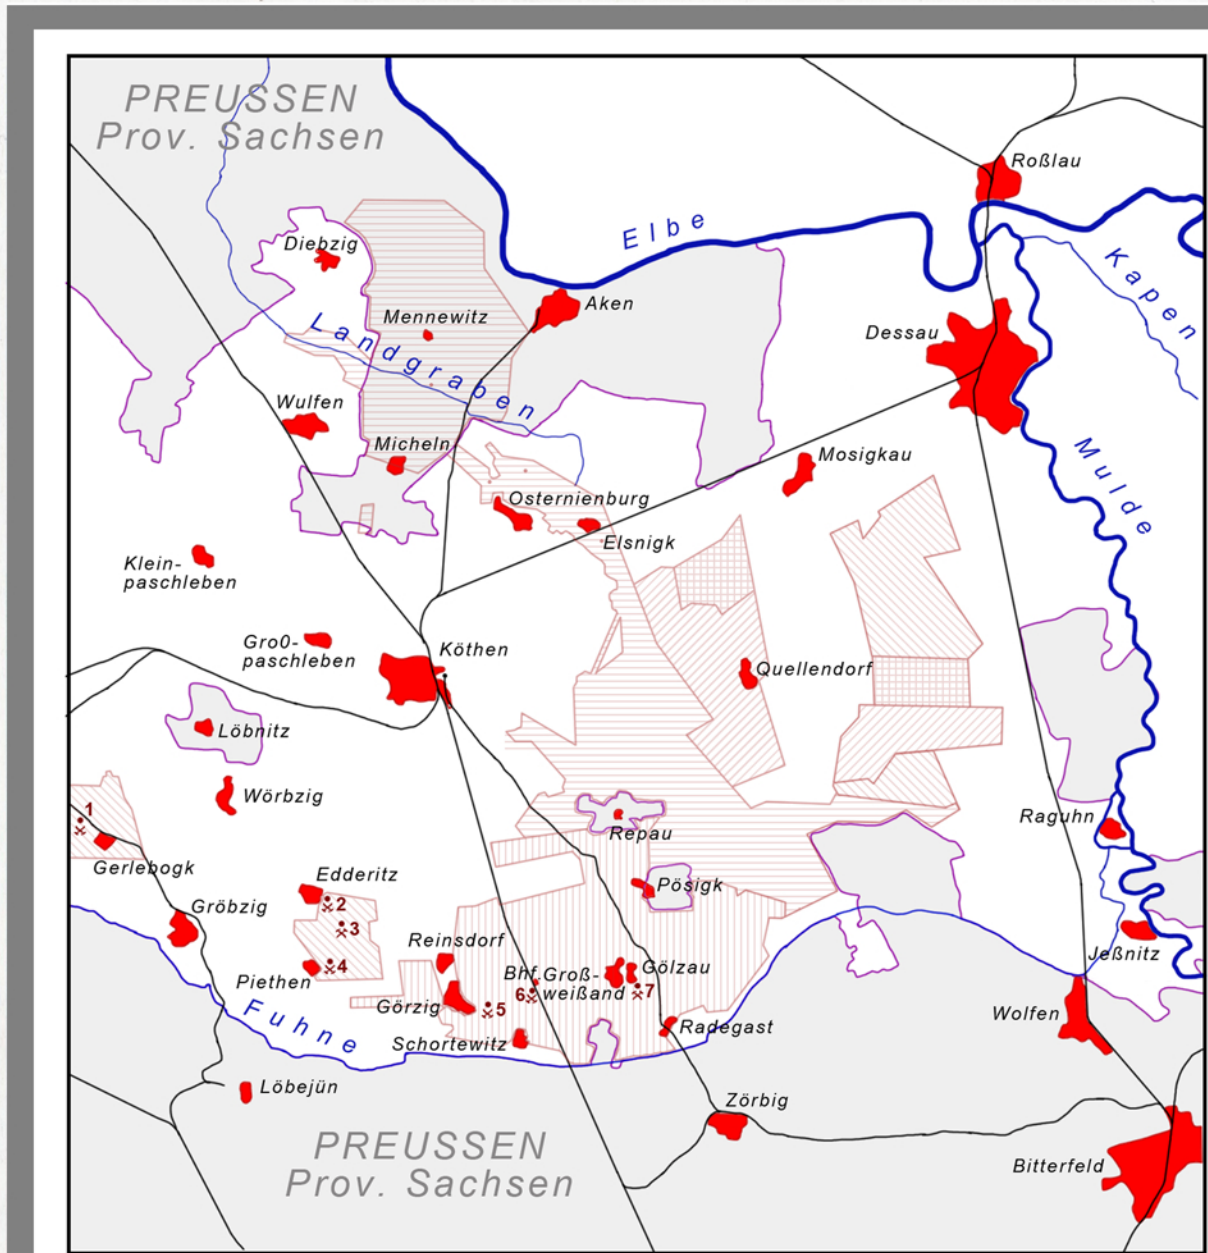 PREUSSEN
Prov. Sachsen
Roßlau
Elbe
Diebzig
Kapen
Aken
Mennewitz
Landgraben
Dessau
Wulfen
Micheln
Mosigkau
Mulde
Osternienburg
Elsnigk
Klein-
paschleben
Gro0-
paschleben
Köthen
Quellendorf
Löbnitz
Wörbzig
1
Raguhn
Repau
Gerlebogk
Edderitz
Pösigk
2
Gröbzig
3
Reinsdorf
Jeßnitz
4
Piethen
Bhf.Groß-
weißand
Gölzau
6
7
Görzig
5
Fuhne
Wolfen
Radegast
Schortewitz
Löbejün
Zörbig
PREUSSEN
Prov. Sachsen
Bitterfeld